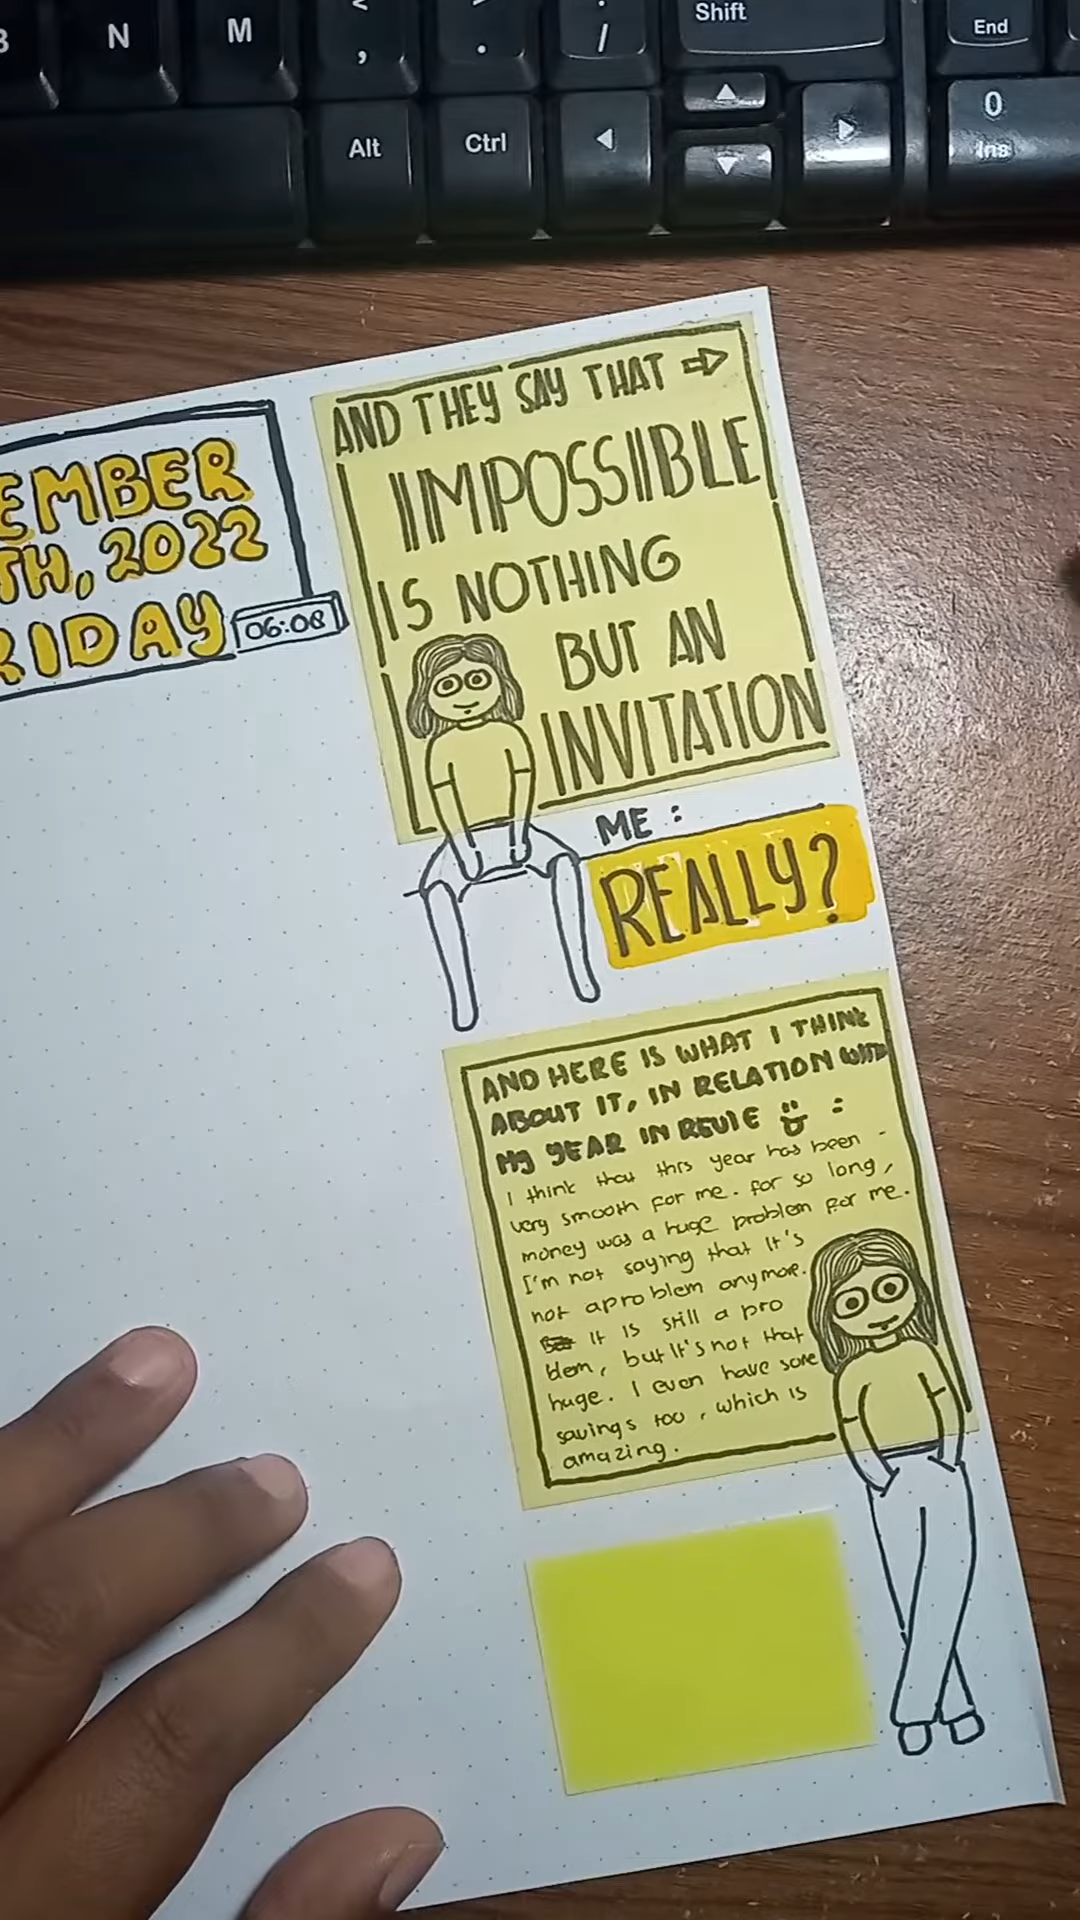 B N M < , > . / Shift End
Alt Ctrl 0 Ins
EMBER
TH, 2022
RIDAY 06:08
AND THEY SAY THAT ⇒
IMPOSSIBLE
IS NOTHING
BUT AN
INVITATION
ME :
REALLY?
AND HERE IS WHAT I THINK
ABOUT IT, IN RELATION WITH
MY YEAR IN REVIE :
I think that this year has been -
very smooth for me. for so long,
money was a huge problem for me.
I'm not saying that It's
not aproblem anymore.
It is still a pro
blem, but It's not that
huge. I even have some
savings too, which is
amazing.